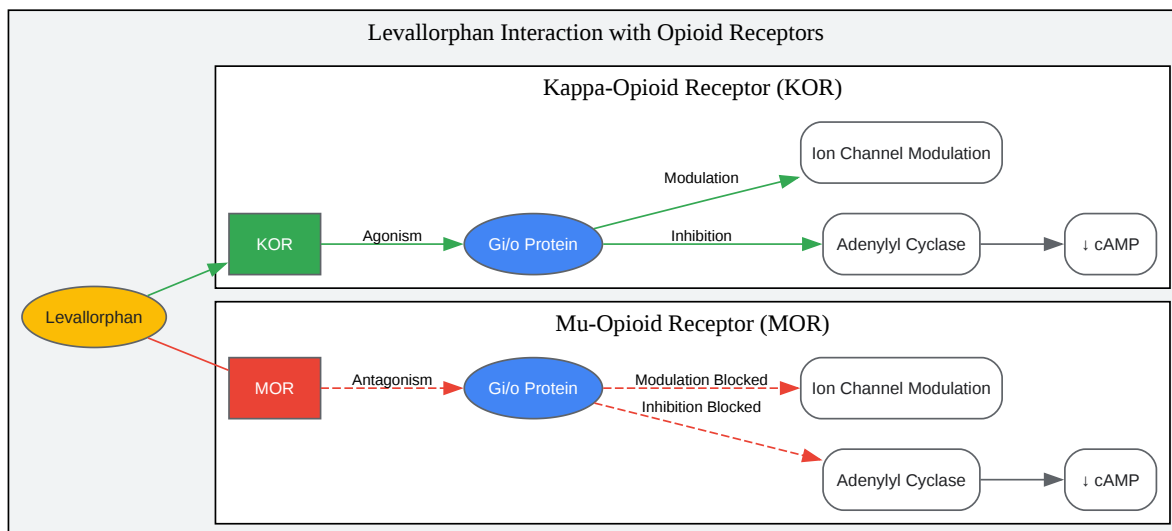 Levallorphan Interaction with Opioid Receptors
Kappa-Opioid Receptor (KOR)
Ion Channel Modulation
Modulation
KOR
Agonism
Gi/o Protein
Inhibition
Adenylyl Cyclase
↓ cAMP
Levallorphan
Mu-Opioid Receptor (MOR)
MOR
Antagonism
Gi/o Protein
Modulation Blocked
Ion Channel Modulation
Inhibition Blocked
Adenylyl Cyclase
↓ cAMP